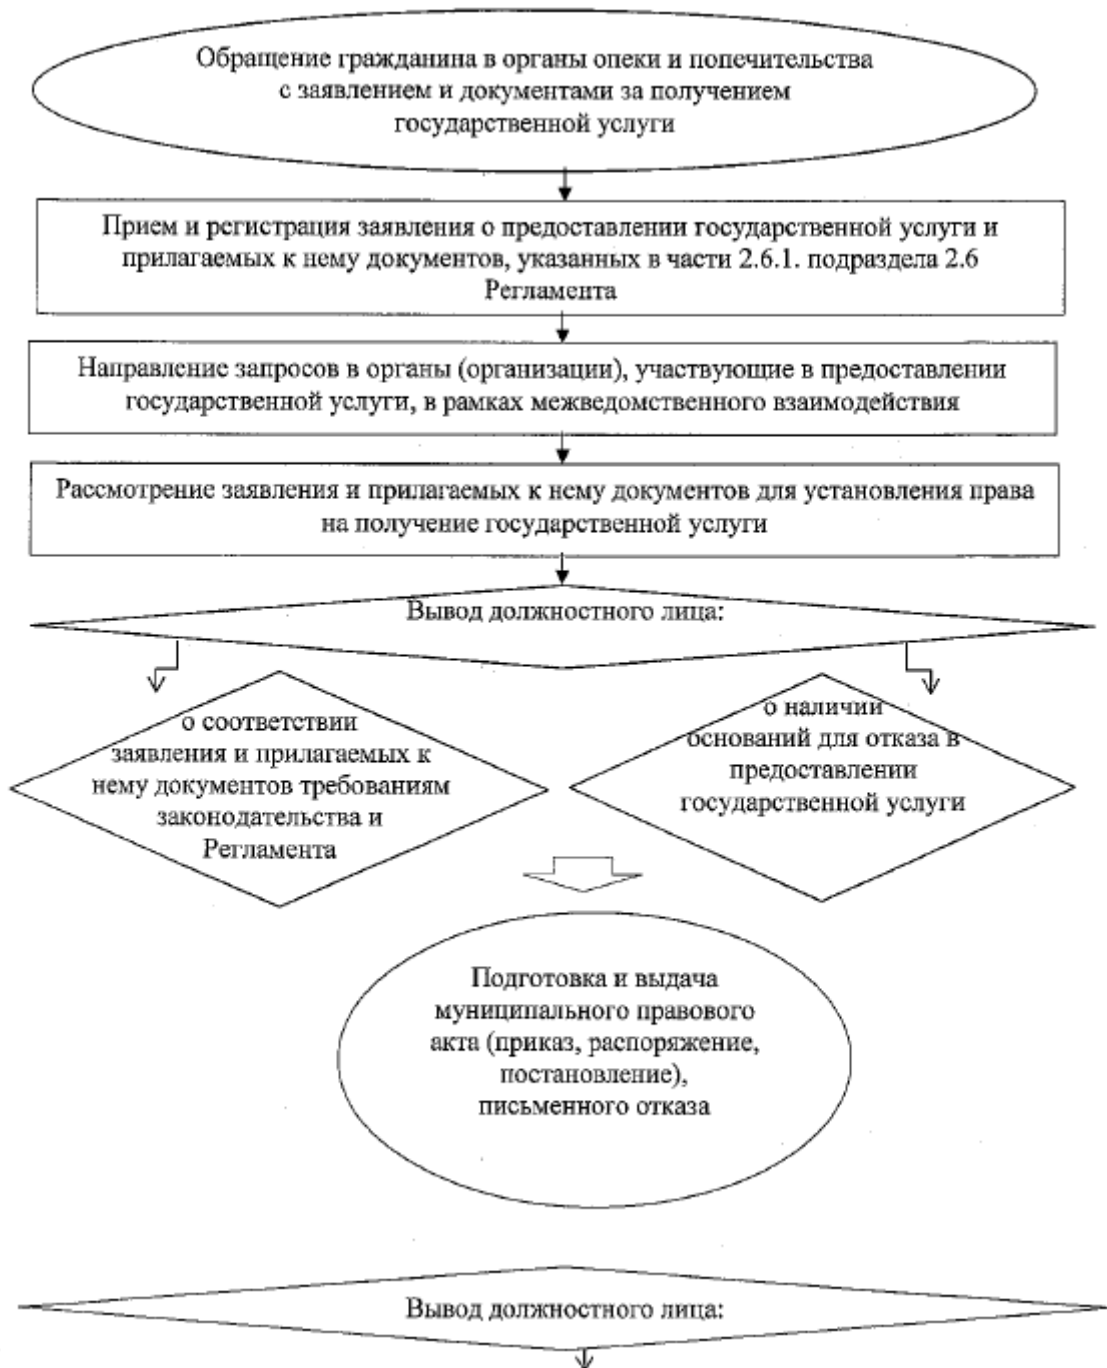 Обращение гражданина в органы опеки и попечительства
с заявлением и документами за получением
государственной услуги
Прием и регистрация заявления о предоставлении государственной услуги и
прилагаемых к нему документов, указанных в части 2.6.1. подраздела 2.6
Регламента
Направление запросов в органы (организации), участвующие в предоставлении
государственной услуги, в рамках межведомственного взаимодействия
Рассмотрение заявления и прилагаемых к нему документов для установления права
на получение государственной услуги
Вывод должностного лица:
о соответствии
заявления и прилагаемых к
нему документов требованиям
законодательства и
Регламента
о наличии
оснований для отказа в
предоставлении
государственной услуги
Подготовка и выдача
муниципального правового
акта (приказ, распоряжение,
постановление),
письменного отказа
Вывод должностного лица: